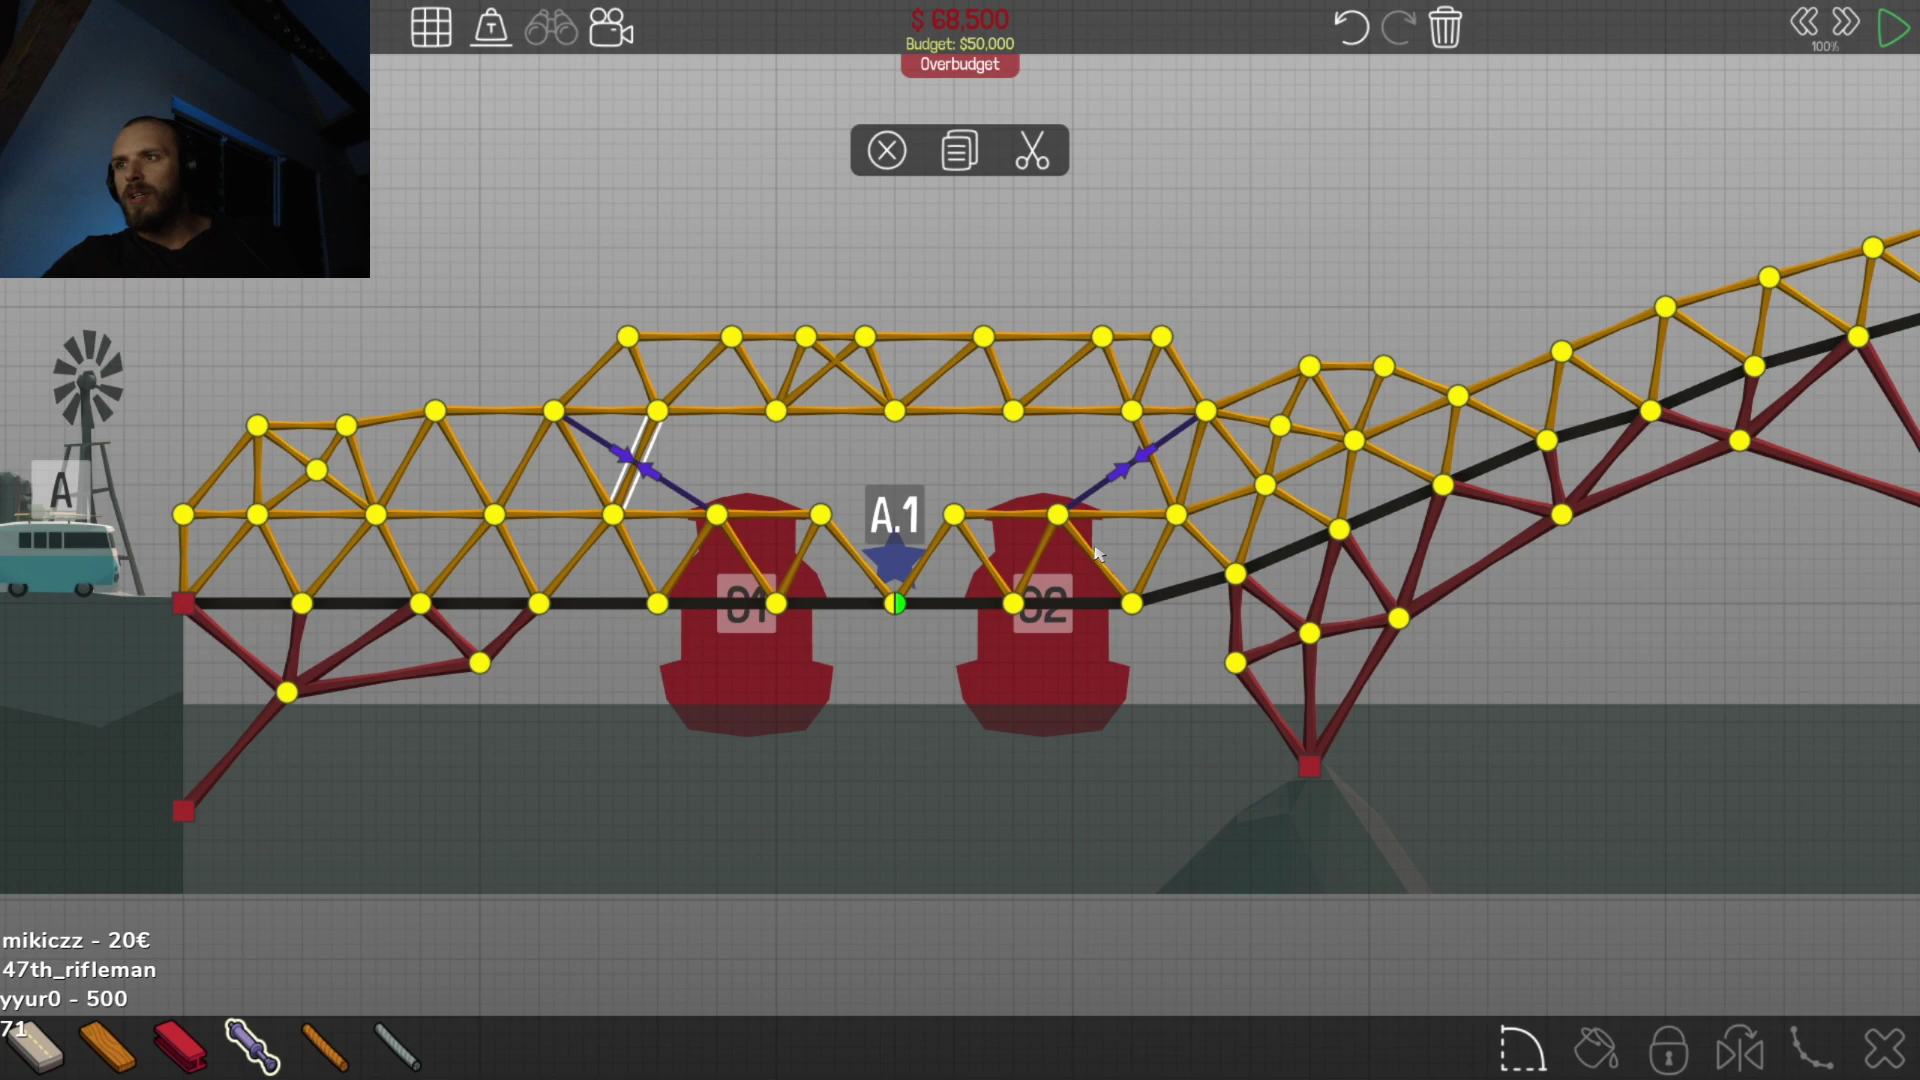 $ 68,500
Budget: $50,000
Overbudget
100%
T
A
A.1
01
02
mikiczz - 20€
47th_rifleman
yyur0 - 500
71